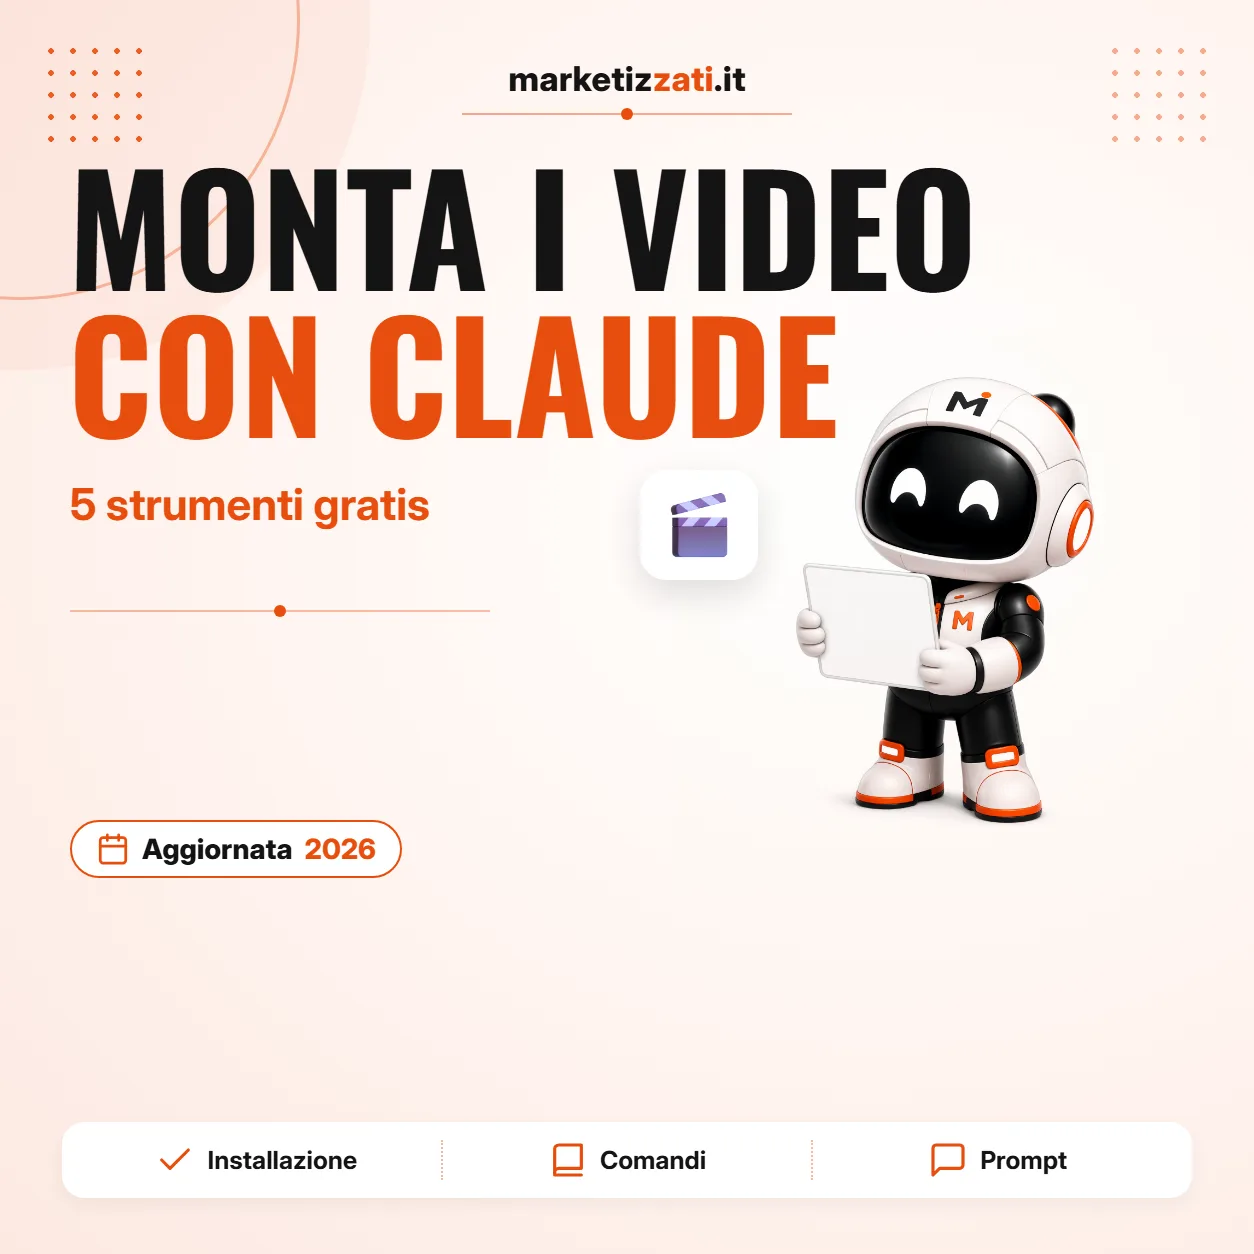 marketizzati.it
MONTA I VIDEO
CON CLAUDE
5 strumenti gratis
M
M
Aggiornata 2026
Installazione
Comandi
Prompt